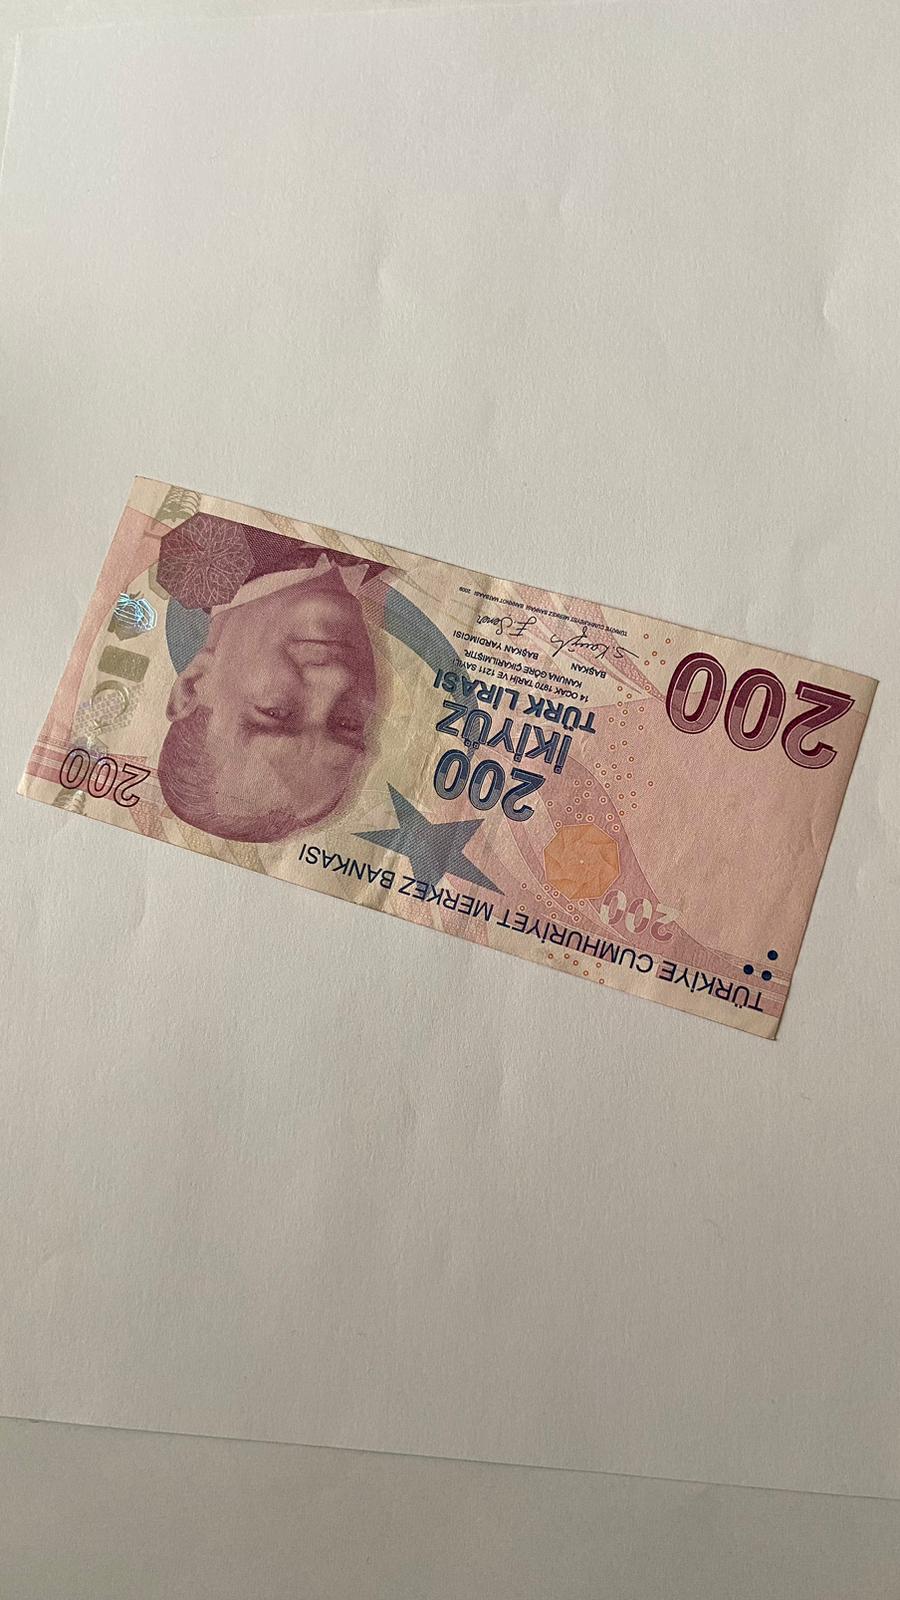 TÜRKİYE CUMHURİYET MERKEZ BANKASI
200
200
200
İKİYÜZ
TÜRK LİRASI
14 OCAK 1970 TARİH VE 1211 SAYILI
KANUNA GÖRE ÇIKARILMIŞTIR.
BAŞKAN BAŞKAN YARDIMCISI
TÜRKİYE CUMHURİYET MERKEZ BANKASI BANKNOT MATBAASI 2009
200